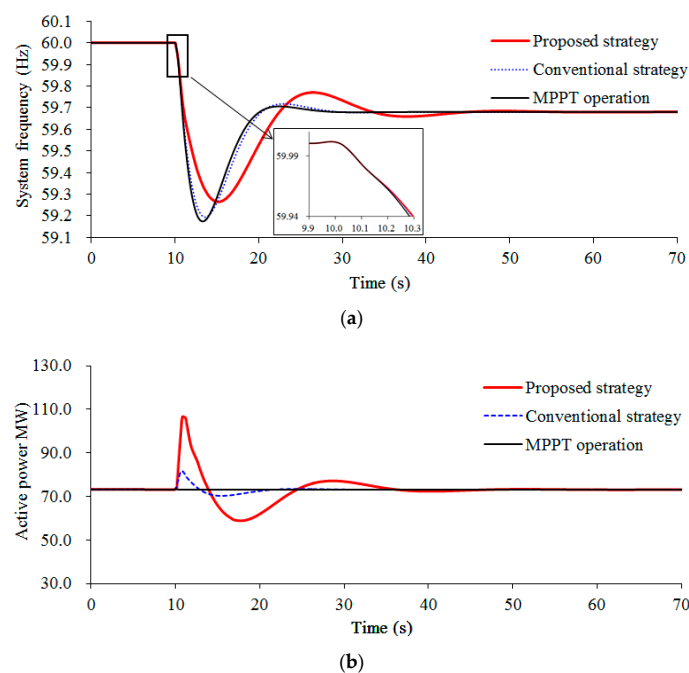 60.1
60.0
59.9
59.8
59.7
59.6
59.5
59.4
59.3
59.2
59.1
System frequency (Hz)
Proposed strategy
Conventional strategy
MPPT operation
59.99
59.94
9.9 10.0 10.1 10.2 10.3
0 10 20 30 40 50 60 70
Time (s)
(a)
130.0
110.0
90.0
70.0
50.0
30.0
Active power MW)
Proposed strategy
Conventional strategy
MPPT operation
0 10 20 30 40 50 60 70
Time (s)
(b)